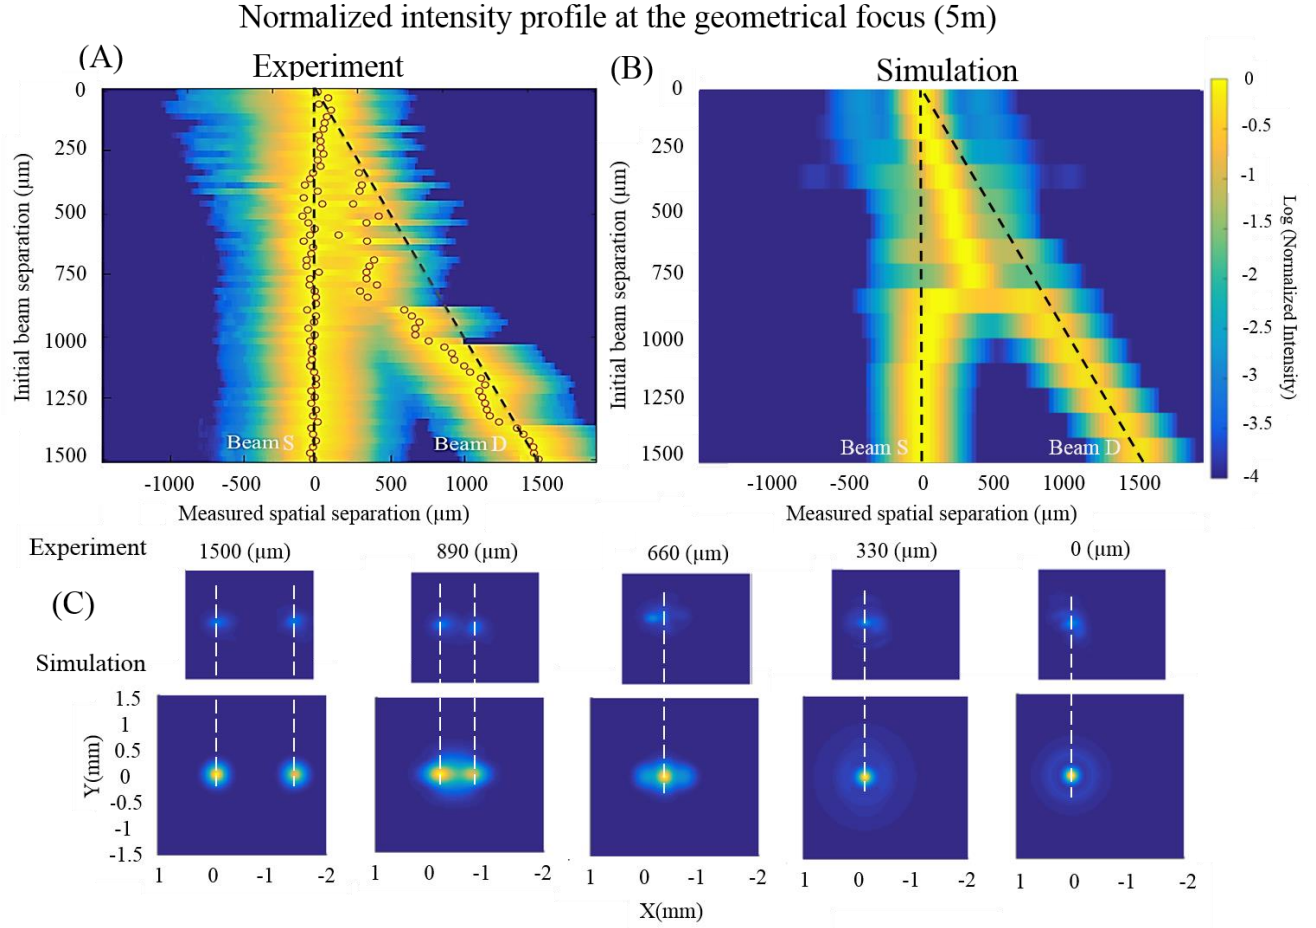 Normalized intensity profile at the geometrical focus (5m)
(A)
Experiment
0
250
500
750
1000
1250
1500
Initial beam separation (μm)
Beam S
Beam D
-1000 -500 0 500 1000 1500
Measured spatial separation (μm)
(B)
Simulation
0
250
500
750
1000
1250
1500
Initial beam separation (μm)
Beam S
Beam D
-1000 -500 0 500 1000 1500
Measured spatial separation (μm)
0
-0.5
-1
-1.5
-2
-2.5
-3
-3.5
-4
Log (Normalized Intensity)
Experiment
1500 (μm) 890 (μm) 660 (μm) 330 (μm) 0 (μm)
(C)
Simulation
1.5
1
0.5
0
-0.5
-1
-1.5
Y(mm)
1 0 -1 -2 1 0 -1 -2 1 0 -1 -2 1 0 -1 -2 1 0 -1 -2
X(mm)